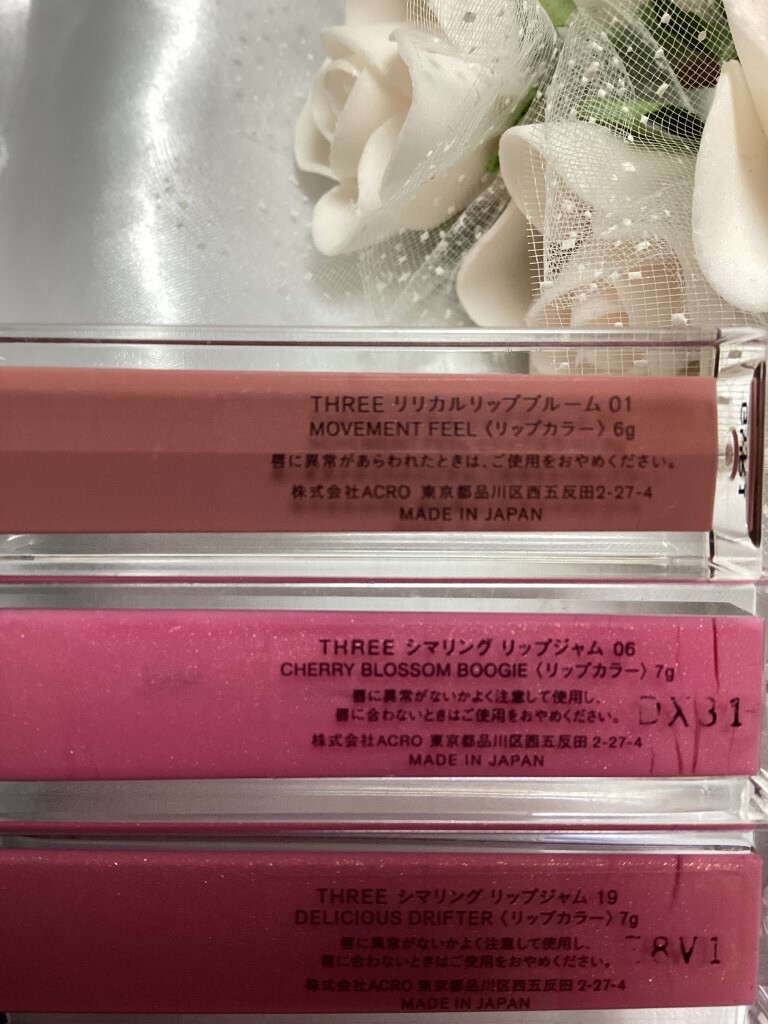 THREE リリカルリップブルーム 01
MOVEMENT FEEL〈リップカラー〉6g
唇に異常があらわれたときは、ご使用をおやめください。
株式会社ACRO 東京都品川区西五反田2-27-4
MADE IN JAPAN
THREE シマリング リップジャム 06
CHERRY BLOSSOM BOOGIE〈リップカラー〉7g
唇に異常がないかよく注意して使用し、
唇に合わないときはご使用をおやめください。
DX31
株式会社ACRO 東京都品川区西五反田 2-27-4
MADE IN JAPAN
THREE シマリング リップジャム 19
DELICIOUS DRIFTER〈リップカラー〉7g
唇に異常がないかよく注意して使用し、
唇に合わないときはご使用をおやめください。
株式会社ACRO 東京都品川区西五反田 2-27-4
MADE IN JAPAN